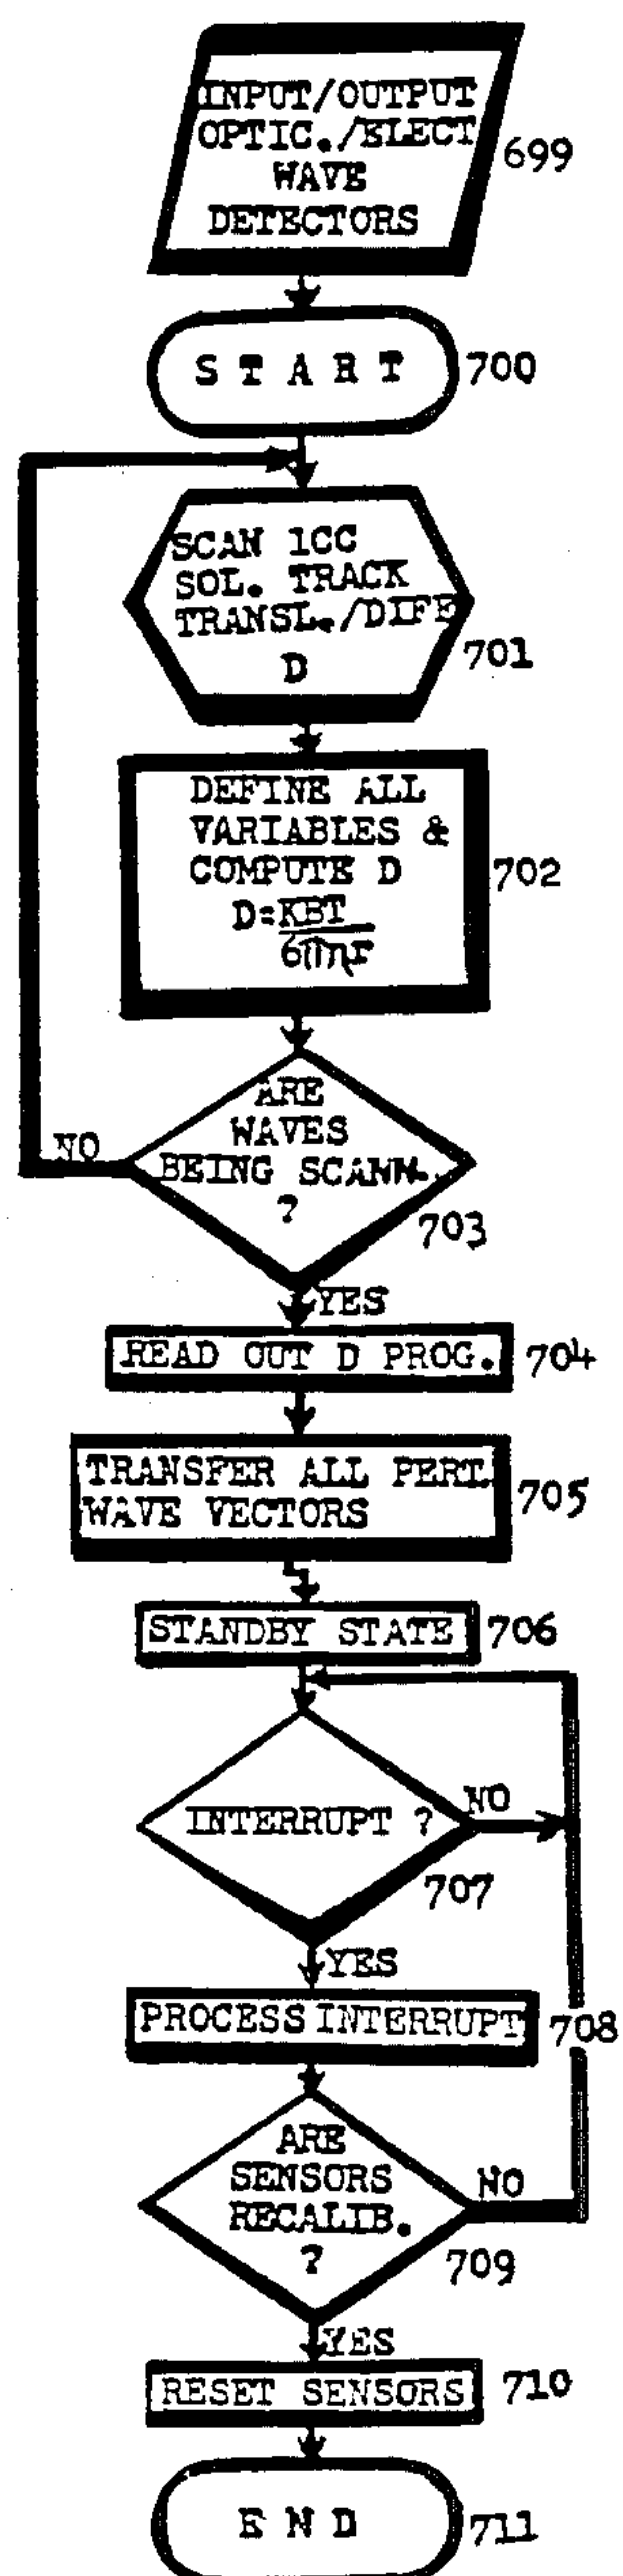 INPUT/OUTPUT
OPTIC./ELECT
WAVE
DETECTORS
699
S T A R T
700
SCAN 1CC
SOL. TRACK
TRANSL./DIFF
D
701
DEFINE ALL
VARIABLES &
COMPUTE D
D=KBT
6πηr
702
ARE
WAVES
BEING SCANN.
?
703
NO
YES
READ OUT D PROG.
704
TRANSFER ALL PERT.
WAVE VECTORS
705
STANDBY STATE
706
INTERRUPT ?
NO
707
YES
PROCESS INTERRUPT
708
ARE
SENSORS
RECALIB.
?
NO
709
YES
RESET SENSORS
710
E N D
711